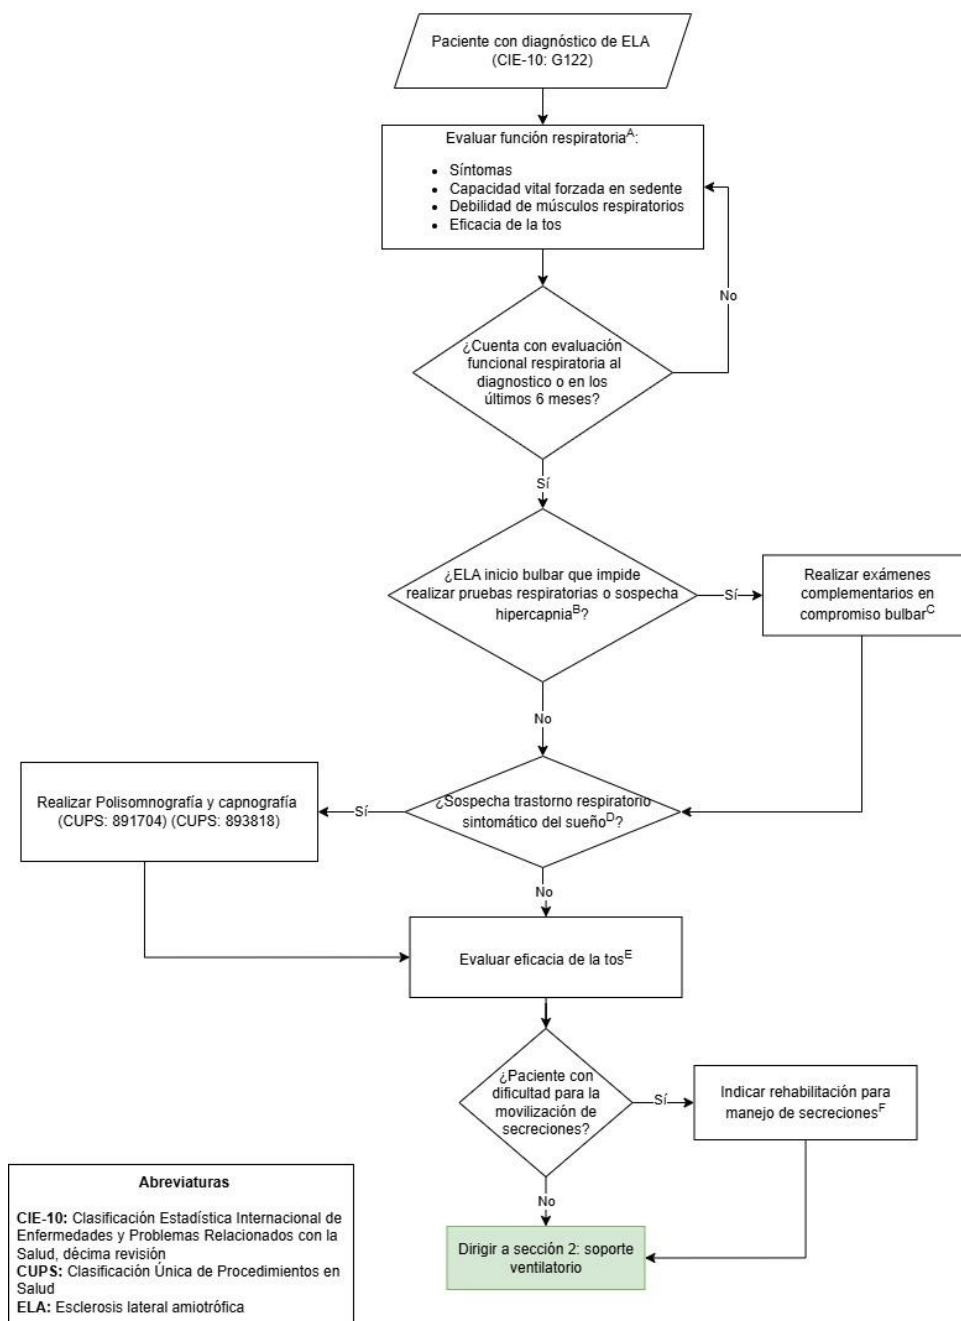 Paciente con diagnóstico de ELA
(CIE-10: G122)
Evaluar función respiratoriaA:
• Síntomas
• Capacidad vital forzada en sedente
• Debilidad de músculos respiratorios
• Eficacia de la tos
No
¿Cuenta con evaluación
funcional respiratoria al
diagnostico o en los
últimos 6 meses?
Sí
¿ELA inicio bulbar que impide
realizar pruebas respiratorias o sospecha
hipercapniaB?
Sí
Realizar exámenes
complementarios en
compromiso bulbarC
No
¿Sospecha trastorno respiratorio
sintomático del sueñoD?
Sí
Realizar Polisomnografía y capnografía
(CUPS: 891704) (CUPS: 893818)
No
Evaluar eficacia de la tosE
¿Paciente con
dificultad para la
movilización de
secreciones?
Sí
Indicar rehabilitación para
manejo de secrecionesF
No
Dirigir a sección 2: soporte
ventilatorio
Abreviaturas
CIE-10: Clasificación Estadística Internacional de
Enfermedades y Problemas Relacionados con la
Salud, décima revisión
CUPS: Clasificación Única de Procedimientos en
Salud
ELA: Esclerosis lateral amiotrófica